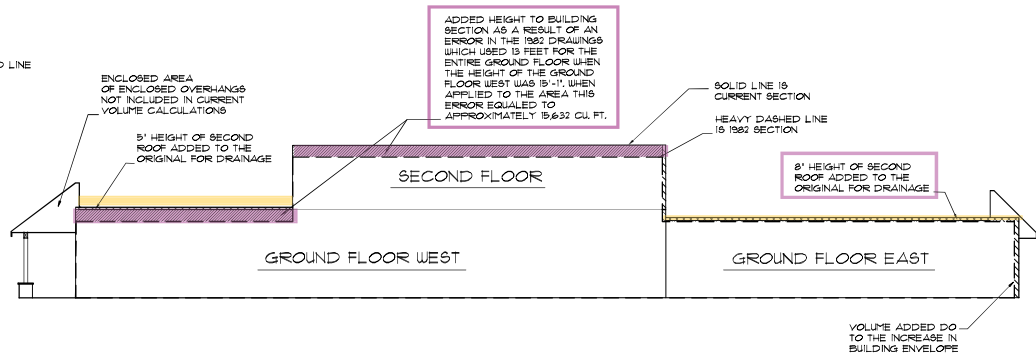 D LINE
ENCLOSED AREA
OF ENCLOSED OVERHANGS
NOT INCLUDED IN CURRENT
VOLUME CALCULATIONS
5" HEIGHT OF SECOND
ROOF ADDED TO THE
ORIGINAL FOR DRAINAGE
ADDED HEIGHT TO BUILDING
SECTION AS A RESULT OF AN
ERROR IN THE 1982 DRAWINGS
WHICH USED 13 FEET FOR THE
ENTIRE GROUND FLOOR WHEN
THE HEIGHT OF THE GROUND
FLOOR WEST WAS 15'-1". WHEN
APPLIED TO THE AREA THIS
ERROR EQUALED TO
APPROXIMATELY 15,632 CU. FT.
SOLID LINE IS
CURRENT SECTION
HEAVY DASHED LINE
IS 1982 SECTION
8" HEIGHT OF SECOND
ROOF ADDED TO THE
ORIGINAL FOR DRAINAGE
SECOND FLOOR
GROUND FLOOR WEST
GROUND FLOOR EAST
VOLUME ADDED DO
TO THE INCREASE IN
BUILDING ENVELOPE